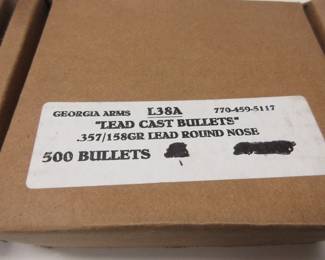 GEORGIA ARMS L38A 770-459-5117
"LEAD CAST BULLETS"
.357/158GR LEAD ROUND NOSE
500 BULLETS